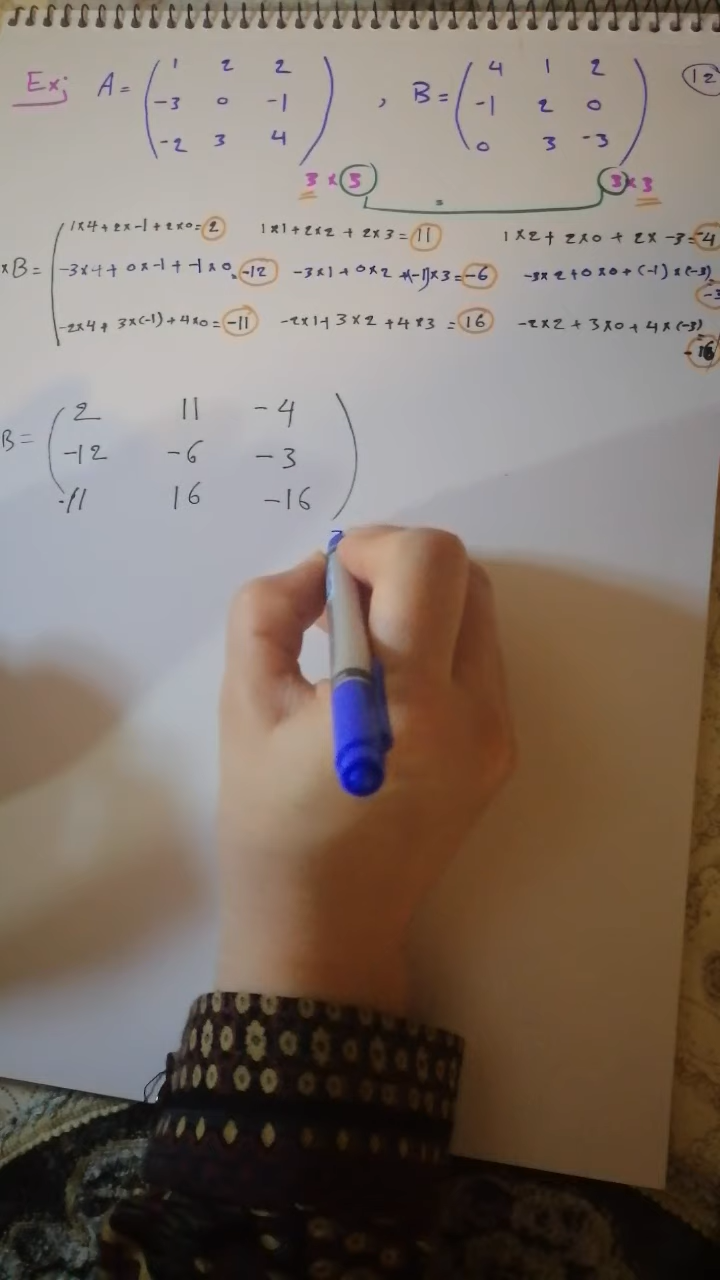 Ex; A = ( 1 2 2 , B = ( 4 1 2 12
-3 0 -1 -1 2 0
-2 3 4 ) 0 3 -3 )
3 × 3 3 × 3
1x4 + 2x-1 + 2x0 = 2 1x1 + 2x2 + 2x3 = 11 1x2 + 2x0 + 2x -3 = -4
xB = ( -3x4 + 0x-1 + -1x0 = -12 -3x1 + 0x2 + (-1)x3 = -6 -3x2 + 0x0 + (-1)x(-3)
-3
-2x4 + 3x(-1) + 4x0 = -11 -2x1 + 3x2 + 4x3 = 16 -2x2 + 3x0 + 4x(-3)
= -16
B = ( 2 11 -4
-12 -6 -3
-11 16 -16 )